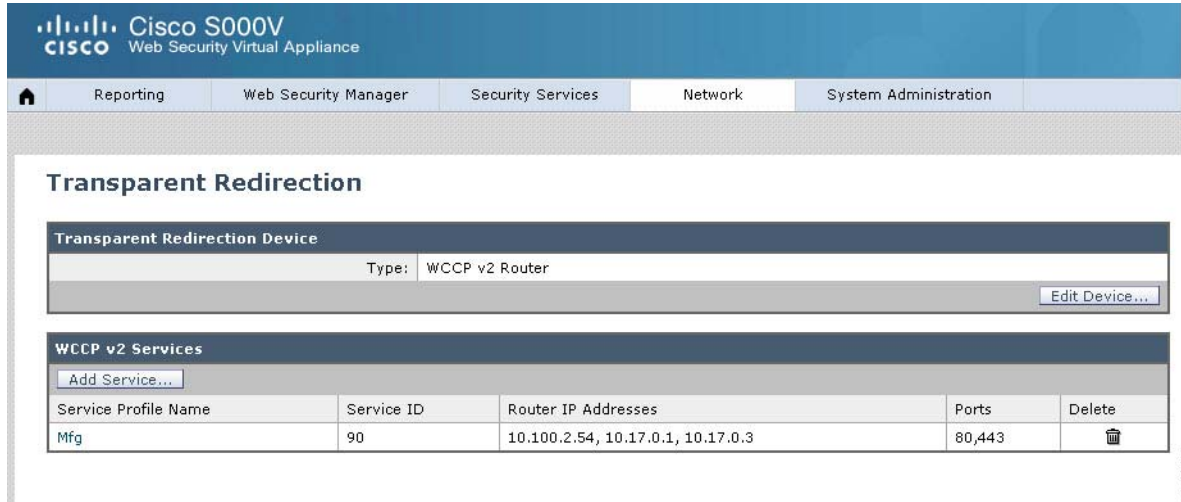 Cisco S000V
CISCO Web Security Virtual Appliance
Reporting Web Security Manager Security Services Network System Administration
Transparent Redirection
Transparent Redirection Device
Type: WCCP v2 Router
Edit Device...
WCCP v2 Services
Add Service...
Service Profile Name Service ID Router IP Addresses Ports Delete
Mfg 90 10.100.2.54, 10.17.0.1, 10.17.0.3 80,443